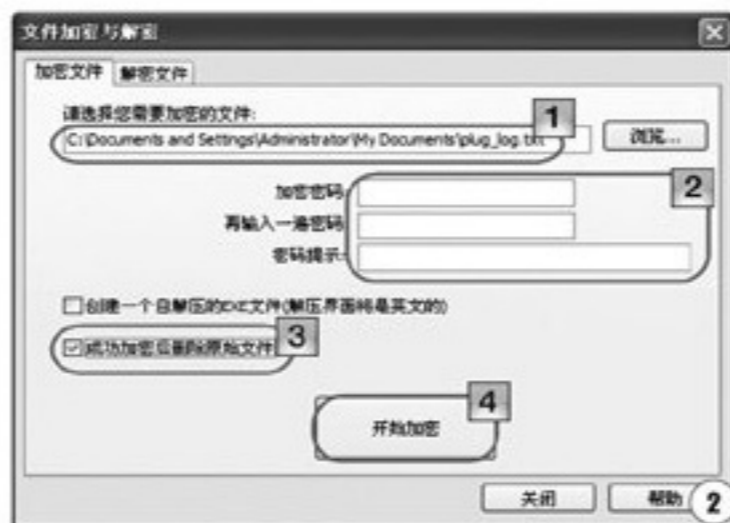 文件加密与解密
加密文件 解密文件
请选择您需要加密的文件:
1
C:\Documents and Settings\Administrator\My Documents\plug_log.txt
浏览...
2
加密密码:
再输入一遍密码:
密码提示:
创建一个自解压的EXE文件(解压界面将是英文的)
成功加密后删除原始文件
3
4
开始加密
关闭 帮助
2